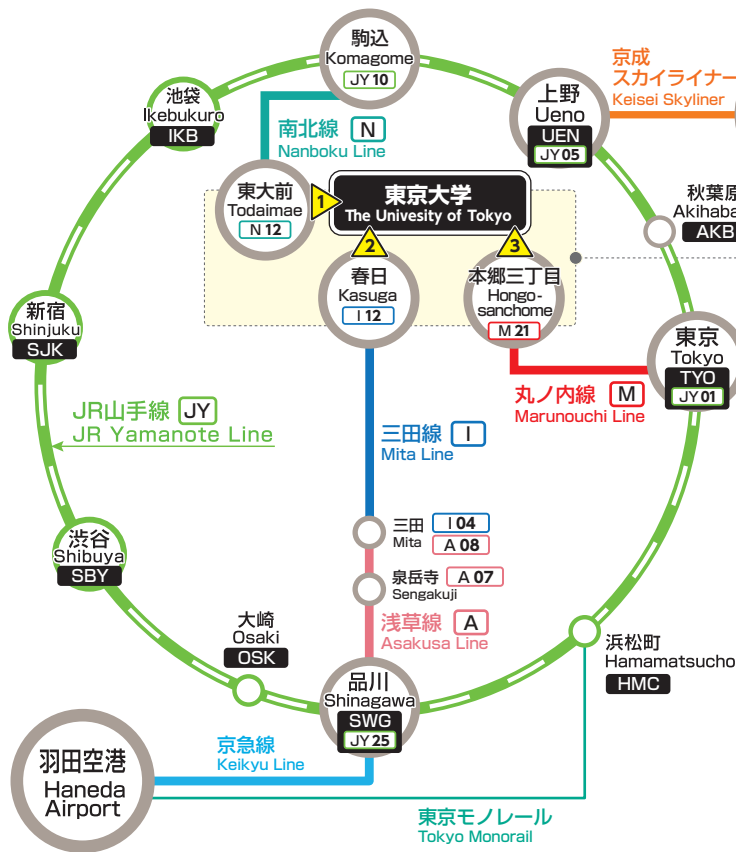 駒込
Komagome
JY 10
京成
スカイライナー
Keisei Skyliner
池袋
Ikebukuro
IKB
上野
Ueno
UEN
JY 05
南北線 N
Nanboku Line
東大前
Todaimae
N 12
1
東京大学
The Univesity of Tokyo
2
3
秋葉原
Akihaba
AKB
春日
Kasuga
I 12
本郷三丁目
Hongo-
sanchome
M 21
新宿
Shinjuku
SJK
東京
Tokyo
TYO
JY 01
丸ノ内線 M
Marunouchi Line
JR山手線 JY
JR Yamanote Line
三田線 I
Mita Line
三田 I 04
Mita A 08
泉岳寺 A 07
Sengakuji
渋谷
Shibuya
SBY
浅草線 A
Asakusa Line
大崎
Osaki
OSK
浜松町
Hamamatsucho
HMC
品川
Shinagawa
SWG
JY 25
羽田空港
Haneda
Airport
京急線
Keikyu Line
東京モノレール
Tokyo Monorail